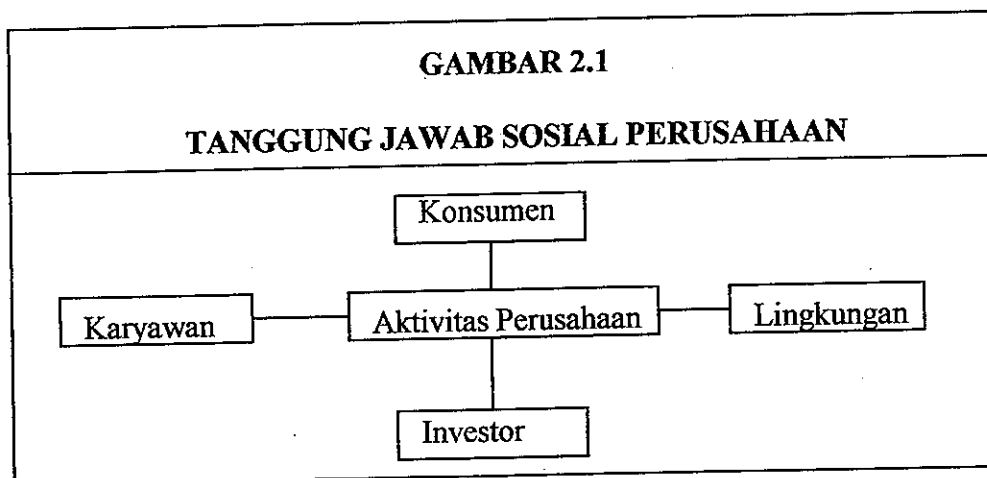 GAMBAR 2.1
TANGGUNG JAWAB SOSIAL PERUSAHAAN
Konsumen
Karyawan
Aktivitas Perusahaan
Lingkungan
Investor